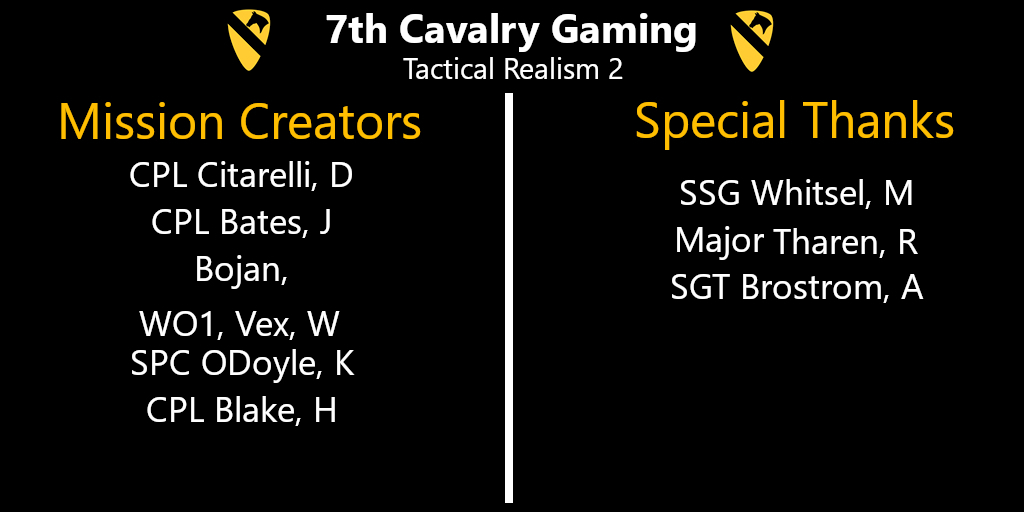 7th Cavalry Gaming
Tactical Realism 2
Mission Creators
CPL Citarelli, D
CPL Bates, J
Bojan,
WO1, Vex, W
SPC ODoyle, K
CPL Blake, H
Special Thanks
SSG Whitsel, M
Major Tharen, R
SGT Brostrom, A